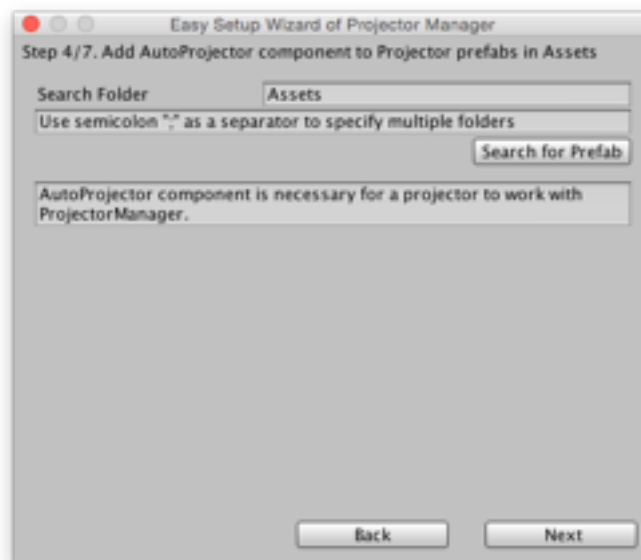 Easy Setup Wizard of Projector Manager
Step 4/7. Add AutoProjector component to Projector prefabs in Assets
Search Folder Assets
Use semicolon ";" as a separator to specify multiple folders
Search for Prefab
AutoProjector component is necessary for a projector to work with
ProjectorManager.
Back Next